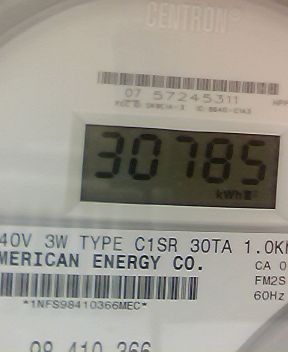 CENTRON®
07 57245311
30785
kWh
40V 3W TYPE C1SR 30TA 1.0K
MERICAN ENERGY CO.
CA 0
FM2S
60Hz
*1NFS98410366MEC*
98 410 366